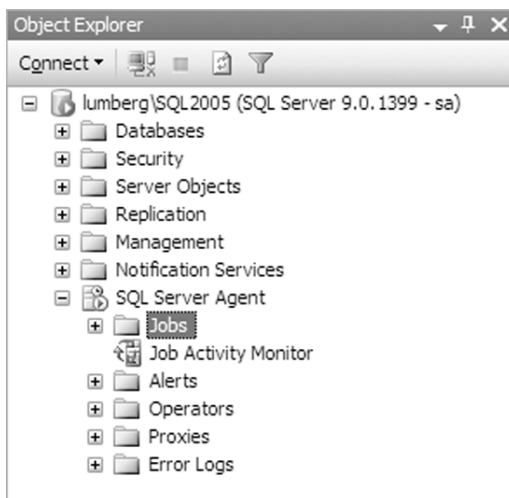 Object Explorer
Connect
lumberg\SQL2005 (SQL Server 9.0.1399 - sa)
Databases
Security
Server Objects
Replication
Management
Notification Services
SQL Server Agent
Jobs
Job Activity Monitor
Alerts
Operators
Proxies
Error Logs